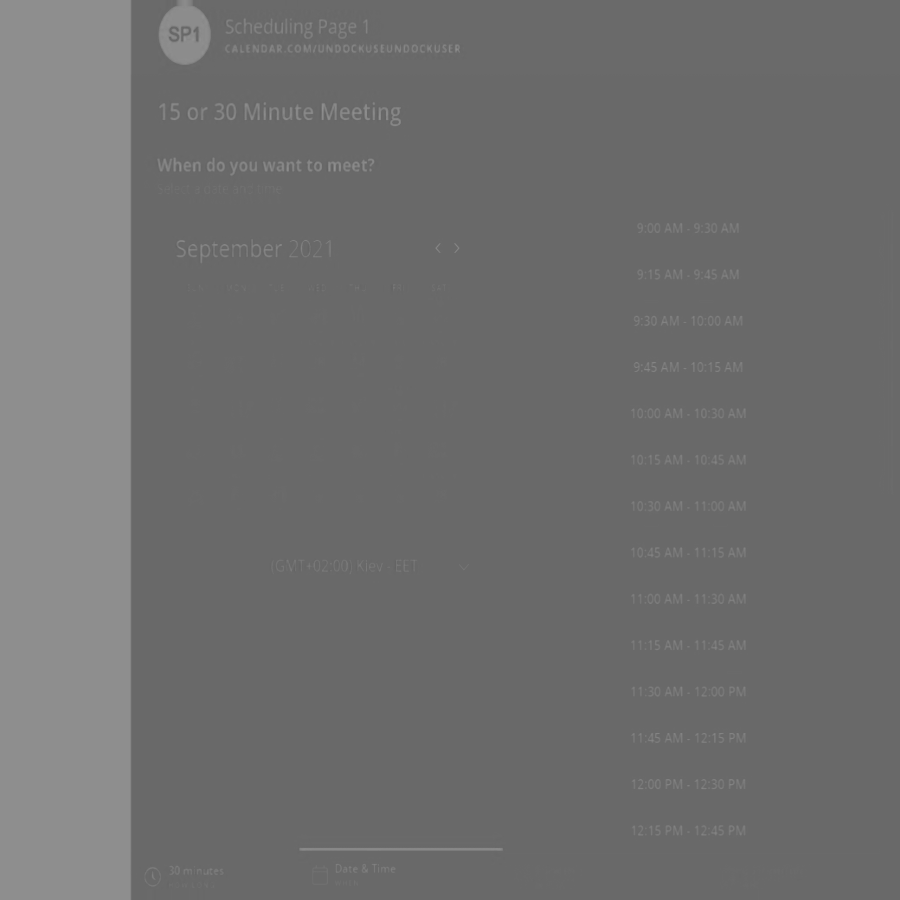 SP1
Scheduling Page 1
CALENDAR.COM/UNDOCKUSEUNDOCKUSER
15 or 30 Minute Meeting
When do you want to meet?
Select a date and time
September 2021
[GMT+02:00] Kiev - EET
9:00 AM - 9:30 AM
9:15 AM - 9:45 AM
9:30 AM - 10:00 AM
9:45 AM - 10:15 AM
10:00 AM - 10:30 AM
10:15 AM - 10:45 AM
10:30 AM - 11:00 AM
10:45 AM - 11:15 AM
11:00 AM - 11:30 AM
11:15 AM - 11:45 AM
11:30 AM - 12:00 PM
11:45 AM - 12:15 PM
12:00 PM - 12:30 PM
12:15 PM - 12:45 PM
30 minutes
Date & Time